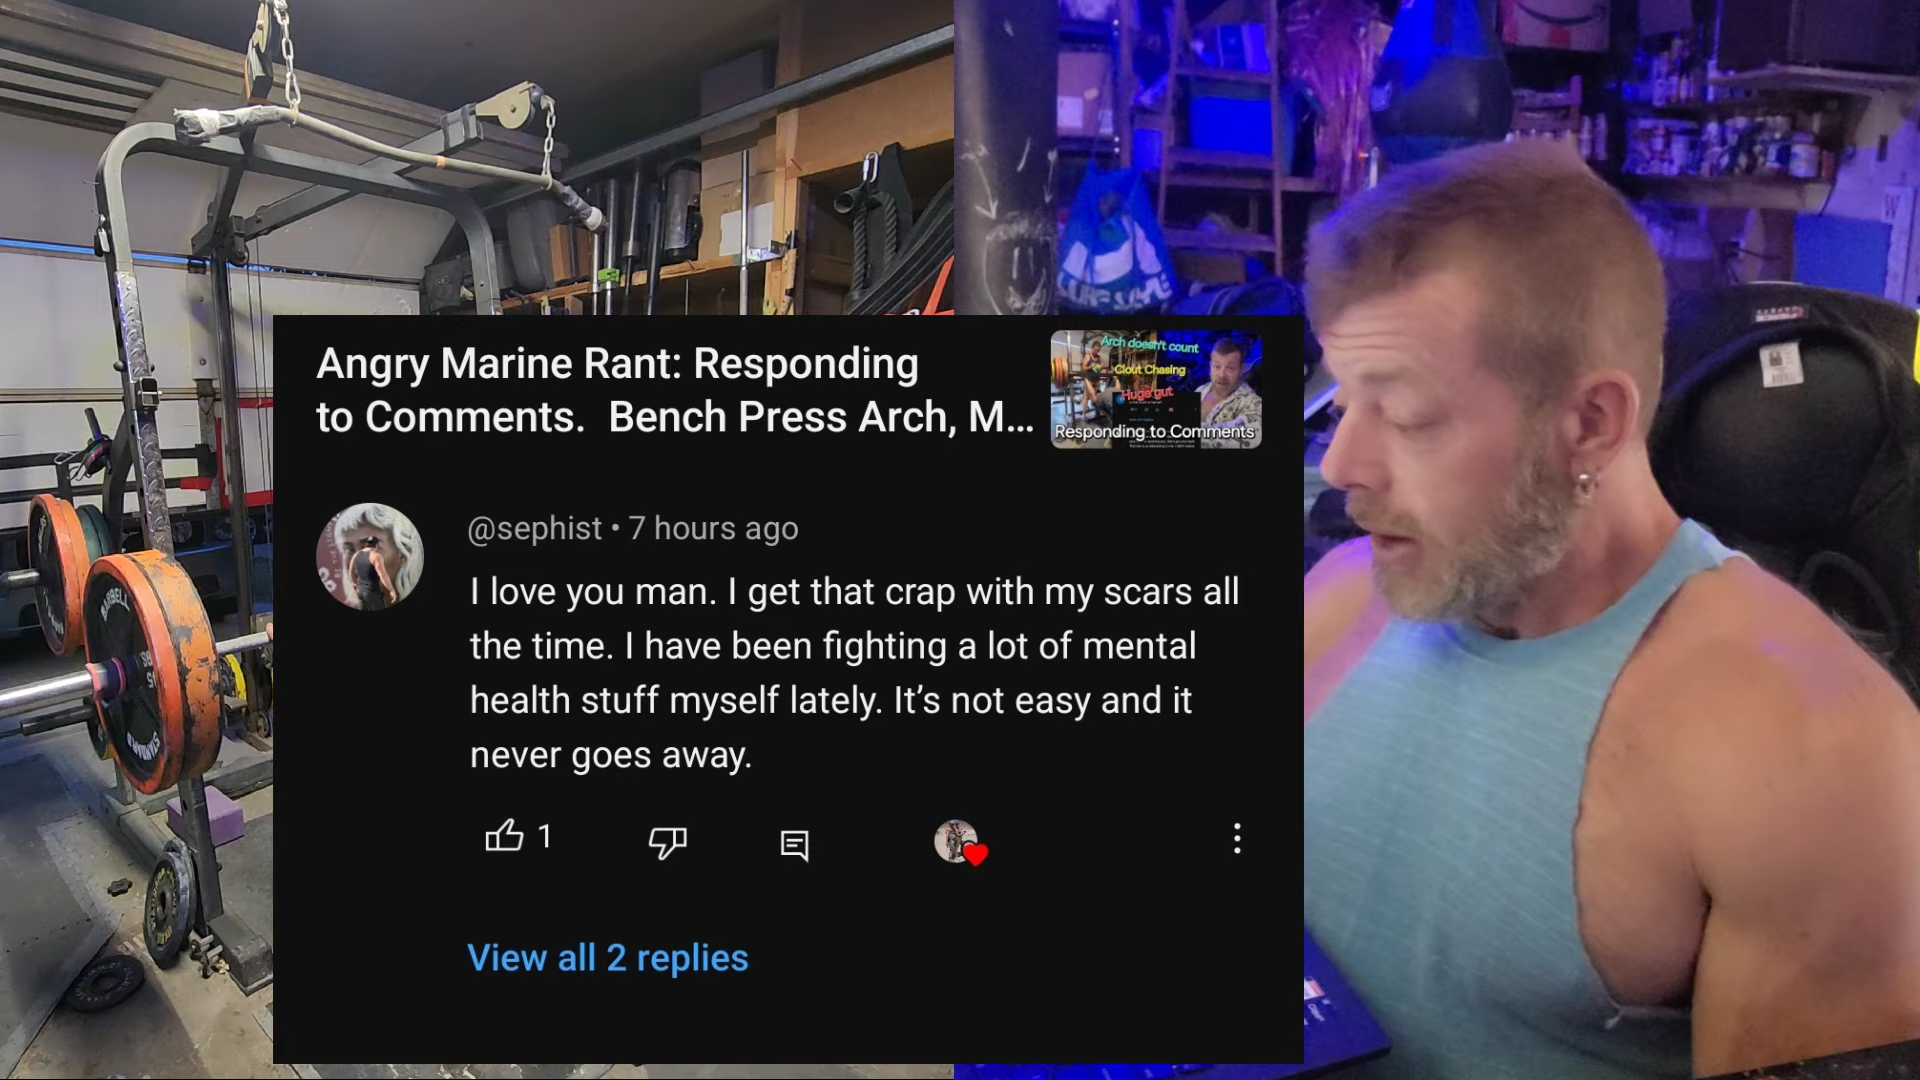 Angry Marine Rant: Responding
to Comments.  Bench Press Arch, M...
Arch doesn't count
Clout Chasing
Huge gut
Responding to Comments
@sephist • 7 hours ago
I love you man. I get that crap with my scars all
the time. I have been fighting a lot of mental
health stuff myself lately. It’s not easy and it
never goes away.
1
View all 2 replies
BARBELL
STANDARD